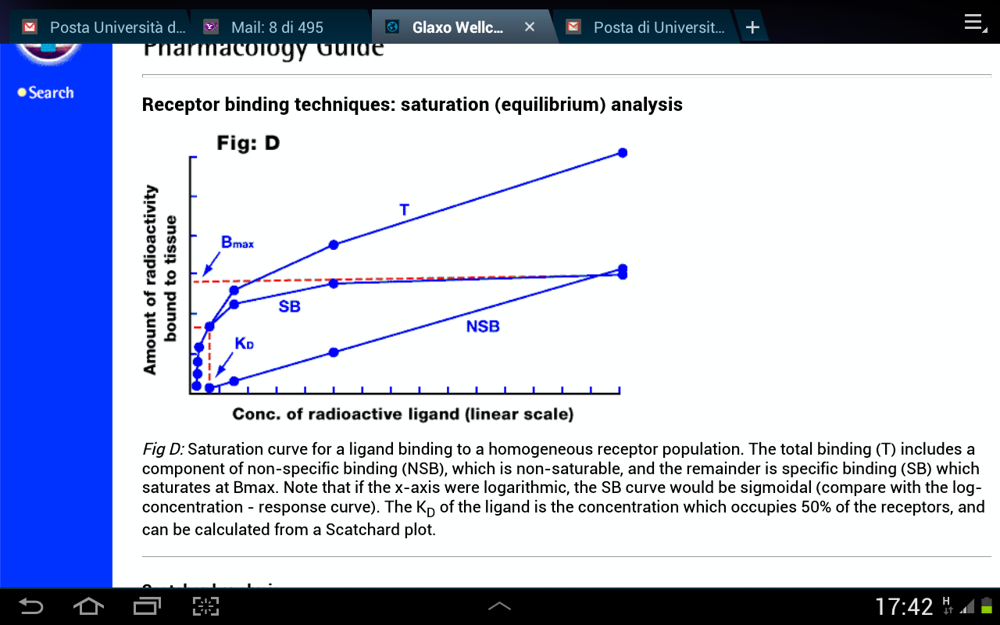 Posta Università d...
Mail: 8 di 495
Glaxo Wellc...
Posta di Universit...
Pharmacology Guide
Search
Receptor binding techniques: saturation (equilibrium) analysis
Fig: D
Amount of radioactivity
bound to tissue
T
Bmax
SB
NSB
KD
Conc. of radioactive ligand (linear scale)
Fig D: Saturation curve for a ligand binding to a homogeneous receptor population. The total binding (T) includes a
component of non-specific binding (NSB), which is non-saturable, and the remainder is specific binding (SB) which
saturates at Bmax. Note that if the x-axis were logarithmic, the SB curve would be sigmoidal (compare with the log-
concentration - response curve). The KD of the ligand is the concentration which occupies 50% of the receptors, and
can be calculated from a Scatchard plot.
17:42
H